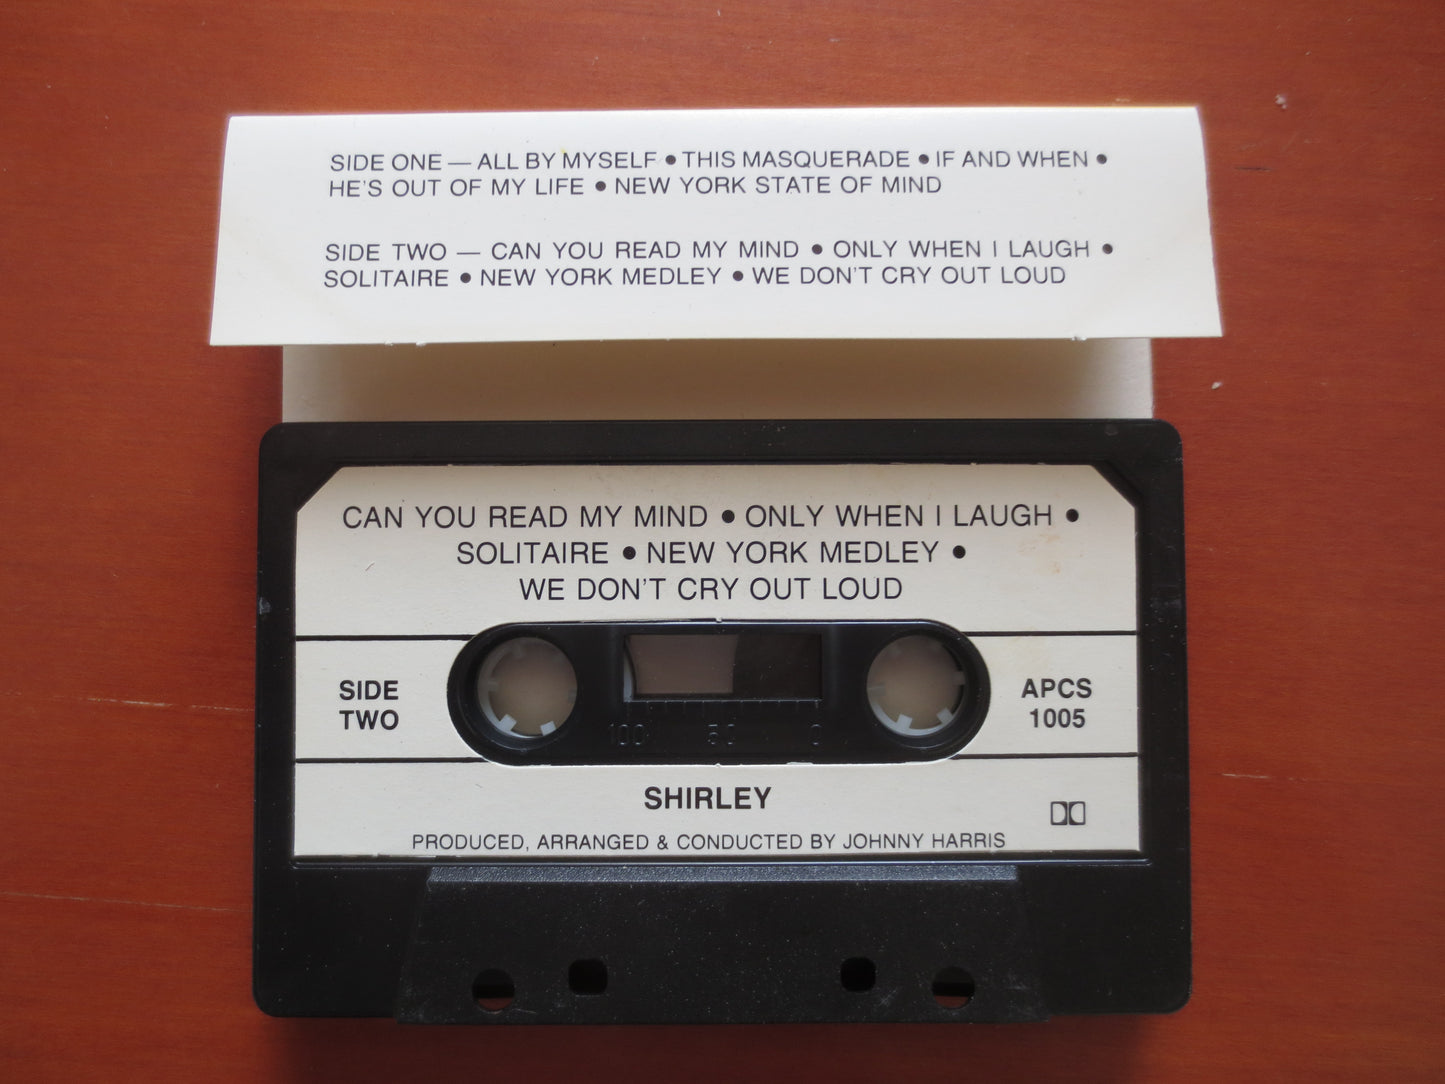 SIDE ONE — ALL BY MYSELF ● THIS MASQUERADE ● IF AND WHEN ●
HE'S OUT OF MY LIFE ● NEW YORK STATE OF MIND
SIDE TWO — CAN YOU READ MY MIND ● ONLY WHEN I LAUGH ●
SOLITAIRE ● NEW YORK MEDLEY ● WE DON'T CRY OUT LOUD
CAN YOU READ MY MIND ● ONLY WHEN I LAUGH ●
SOLITAIRE ● NEW YORK MEDLEY ●
WE DON'T CRY OUT LOUD
SIDE
TWO
100 50 0
APCS
1005
SHIRLEY
PRODUCED, ARRANGED & CONDUCTED BY JOHNNY HARRIS